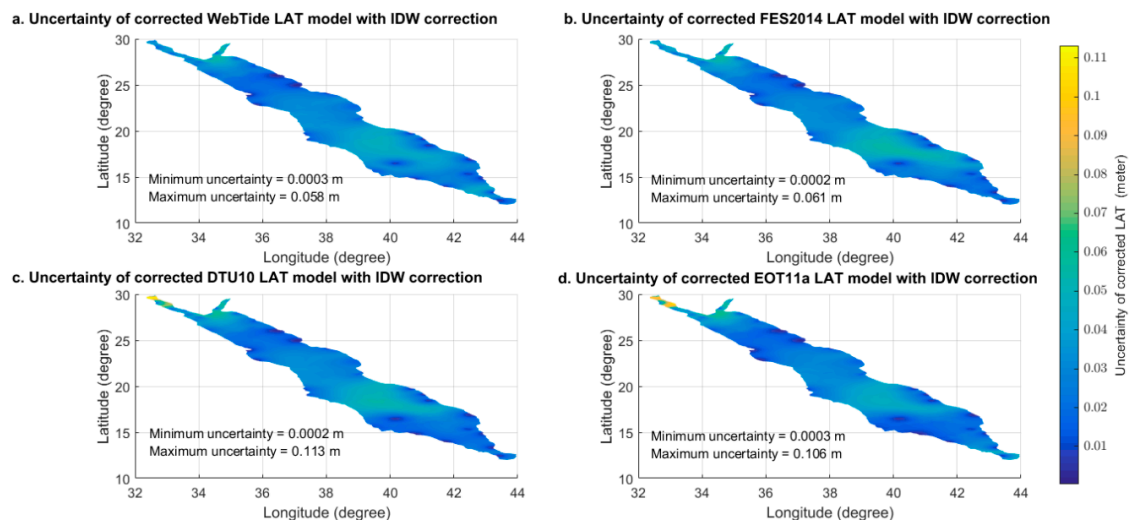 a. Uncertainty of corrected WebTide LAT model with IDW correction
30
25
20
15
10
Latitude (degree)
Minimum uncertainty = 0.0003 m
Maximum uncertainty = 0.058 m
32 34 36 38 40 42 44
Longitude (degree)
b. Uncertainty of corrected FES2014 LAT model with IDW correction
30
25
20
15
10
Latitude (degree)
Minimum uncertainty = 0.0002 m
Maximum uncertainty = 0.061 m
32 34 36 38 40 42 44
Longitude (degree)
c. Uncertainty of corrected DTU10 LAT model with IDW correction
30
25
20
15
10
Latitude (degree)
Minimum uncertainty = 0.0002 m
Maximum uncertainty = 0.113 m
32 34 36 38 40 42 44
Longitude (degree)
d. Uncertainty of corrected EOT11a LAT model with IDW correction
30
25
20
15
10
Latitude (degree)
Minimum uncertainty = 0.0003 m
Maximum uncertainty = 0.106 m
32 34 36 38 40 42 44
Longitude (degree)
0.11
0.1
0.09
0.08
0.07
0.06
0.05
0.04
0.03
0.02
0.01
Uncertainty of corrected LAT (meter)